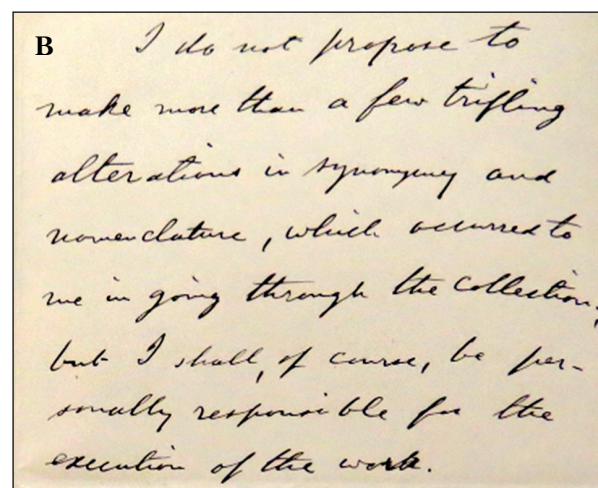 B
I do not propose to
make more than a few trifling
alterations in synonymy and
nomenclature, which occurred to
me in going through the collection,
but I shall, of course, be per-
sonally responsible for the
execution of the work.